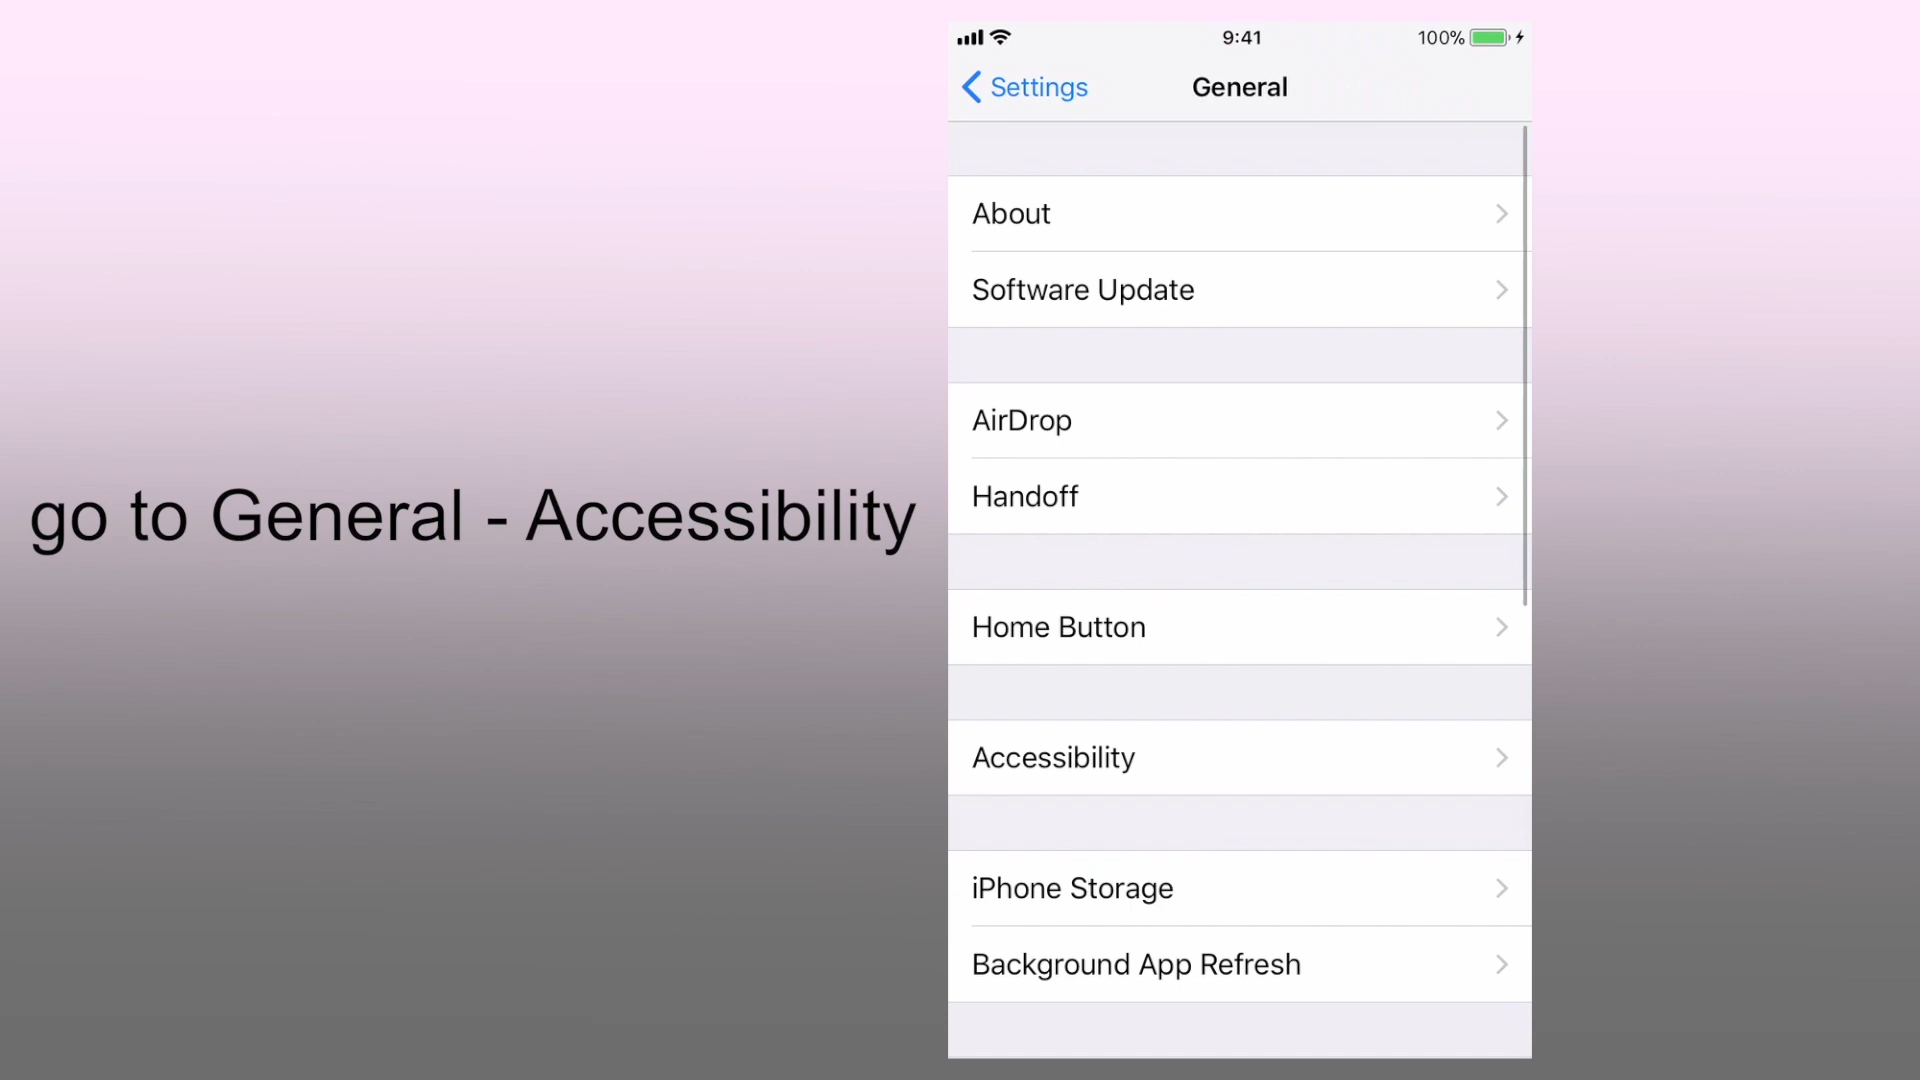 9:41
100%
Settings
General
About
Software Update
AirDrop
Handoff
go to General - Accessibility
Home Button
Accessibility
iPhone Storage
Background App Refresh